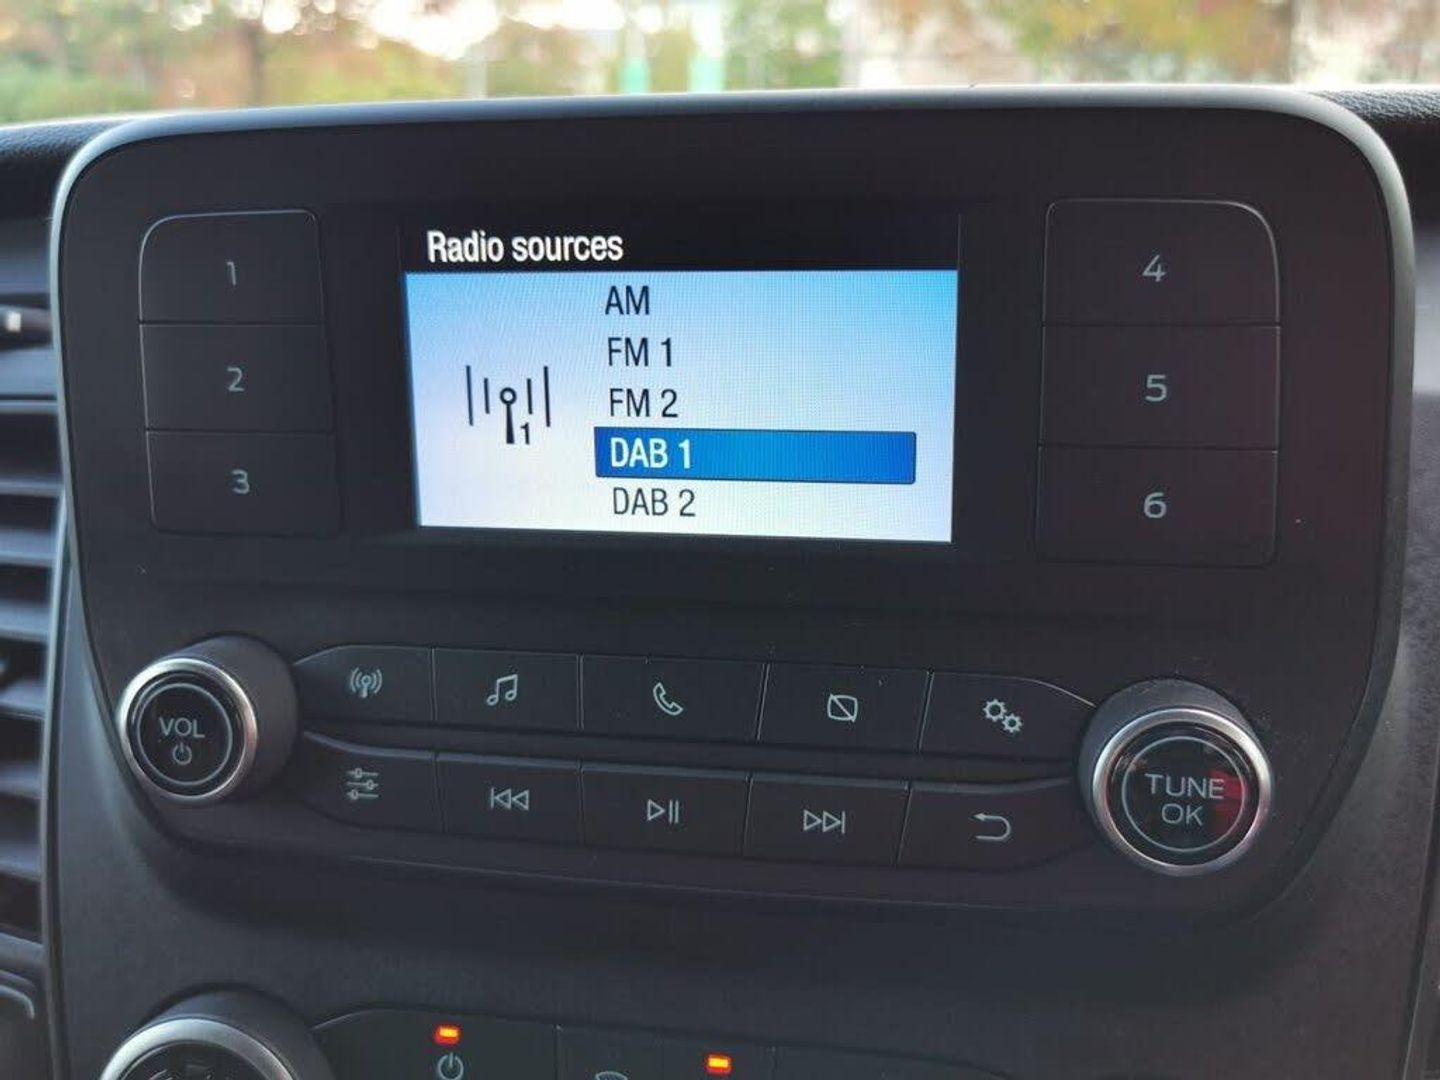 Radio sources
AM
FM 1
FM 2
DAB 1
DAB 2
1
1
2
3
4
5
6
VOL
TUNE
OK